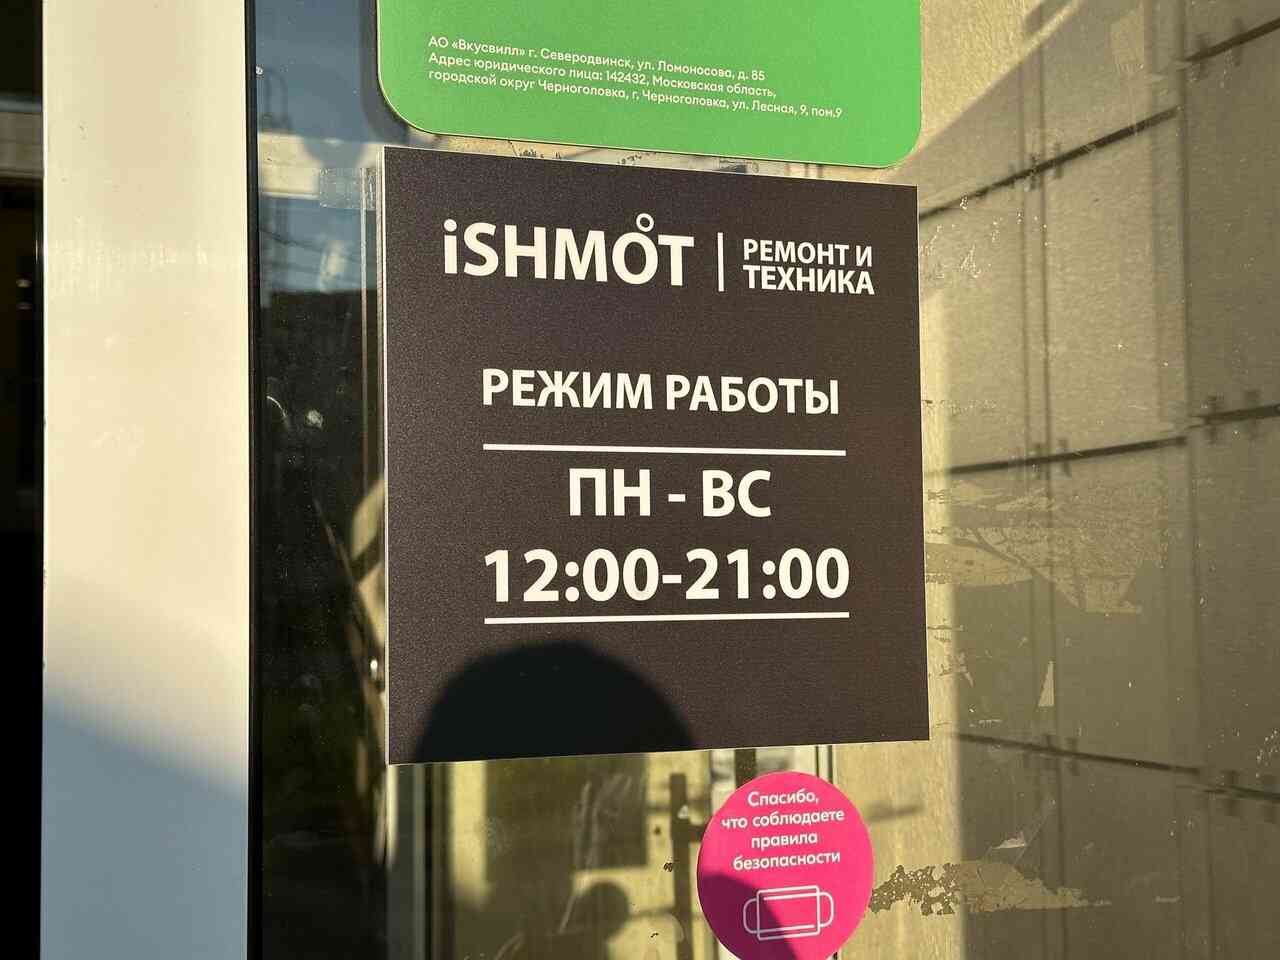 АО «Вкусвилл» г. Северодвинск, ул. Ломоносова, д. 85
Адрес юридического лица: 142432, Московская область,
городской округ Черноголовка, г. Черноголовка, ул. Лесная, 9, пом.9
iSHMOT
РЕМОНТ И
ТЕХНИКА
РЕЖИМ РАБОТЫ
ПН - ВС
12:00-21:00
Спасибо,
что соблюдаете
правила
безопасности